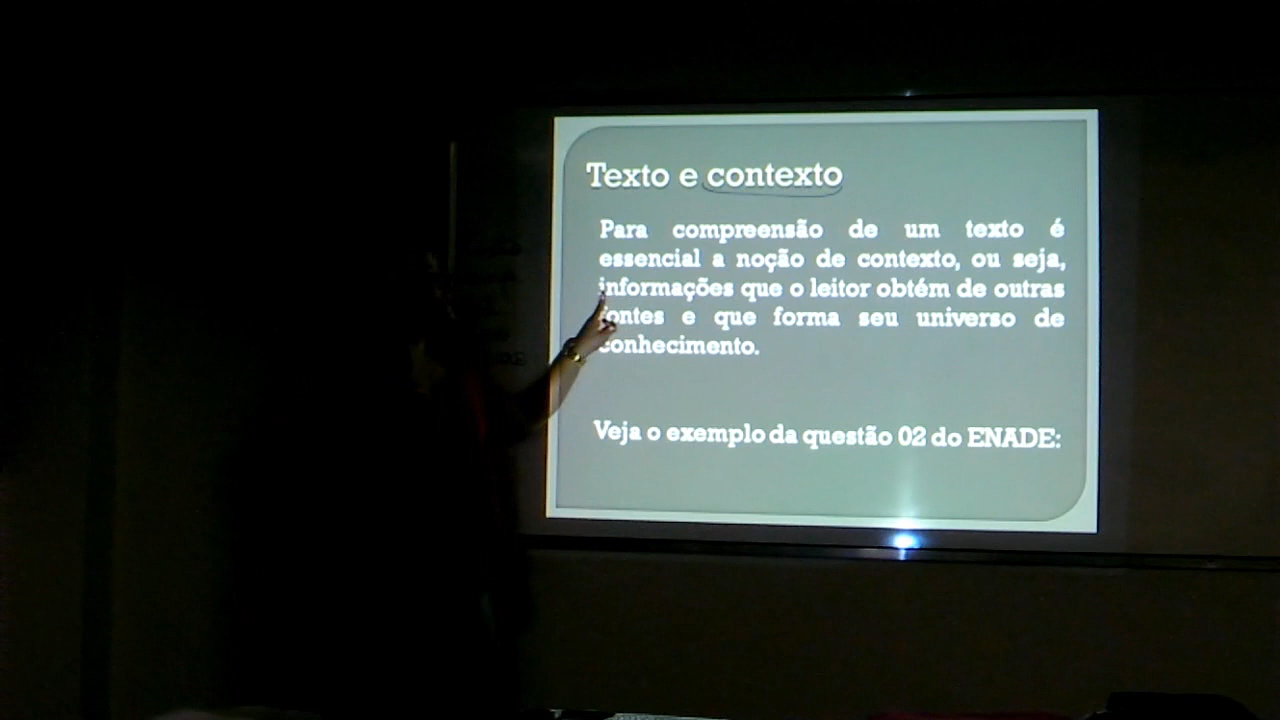 Texto e contexto
Para compreensão de um texto é
essencial a noção de contexto, ou seja,
informações que o leitor obtém de outras
fontes e que forma seu universo de
conhecimento.
Veja o exemplo da questão 02 do ENADE: